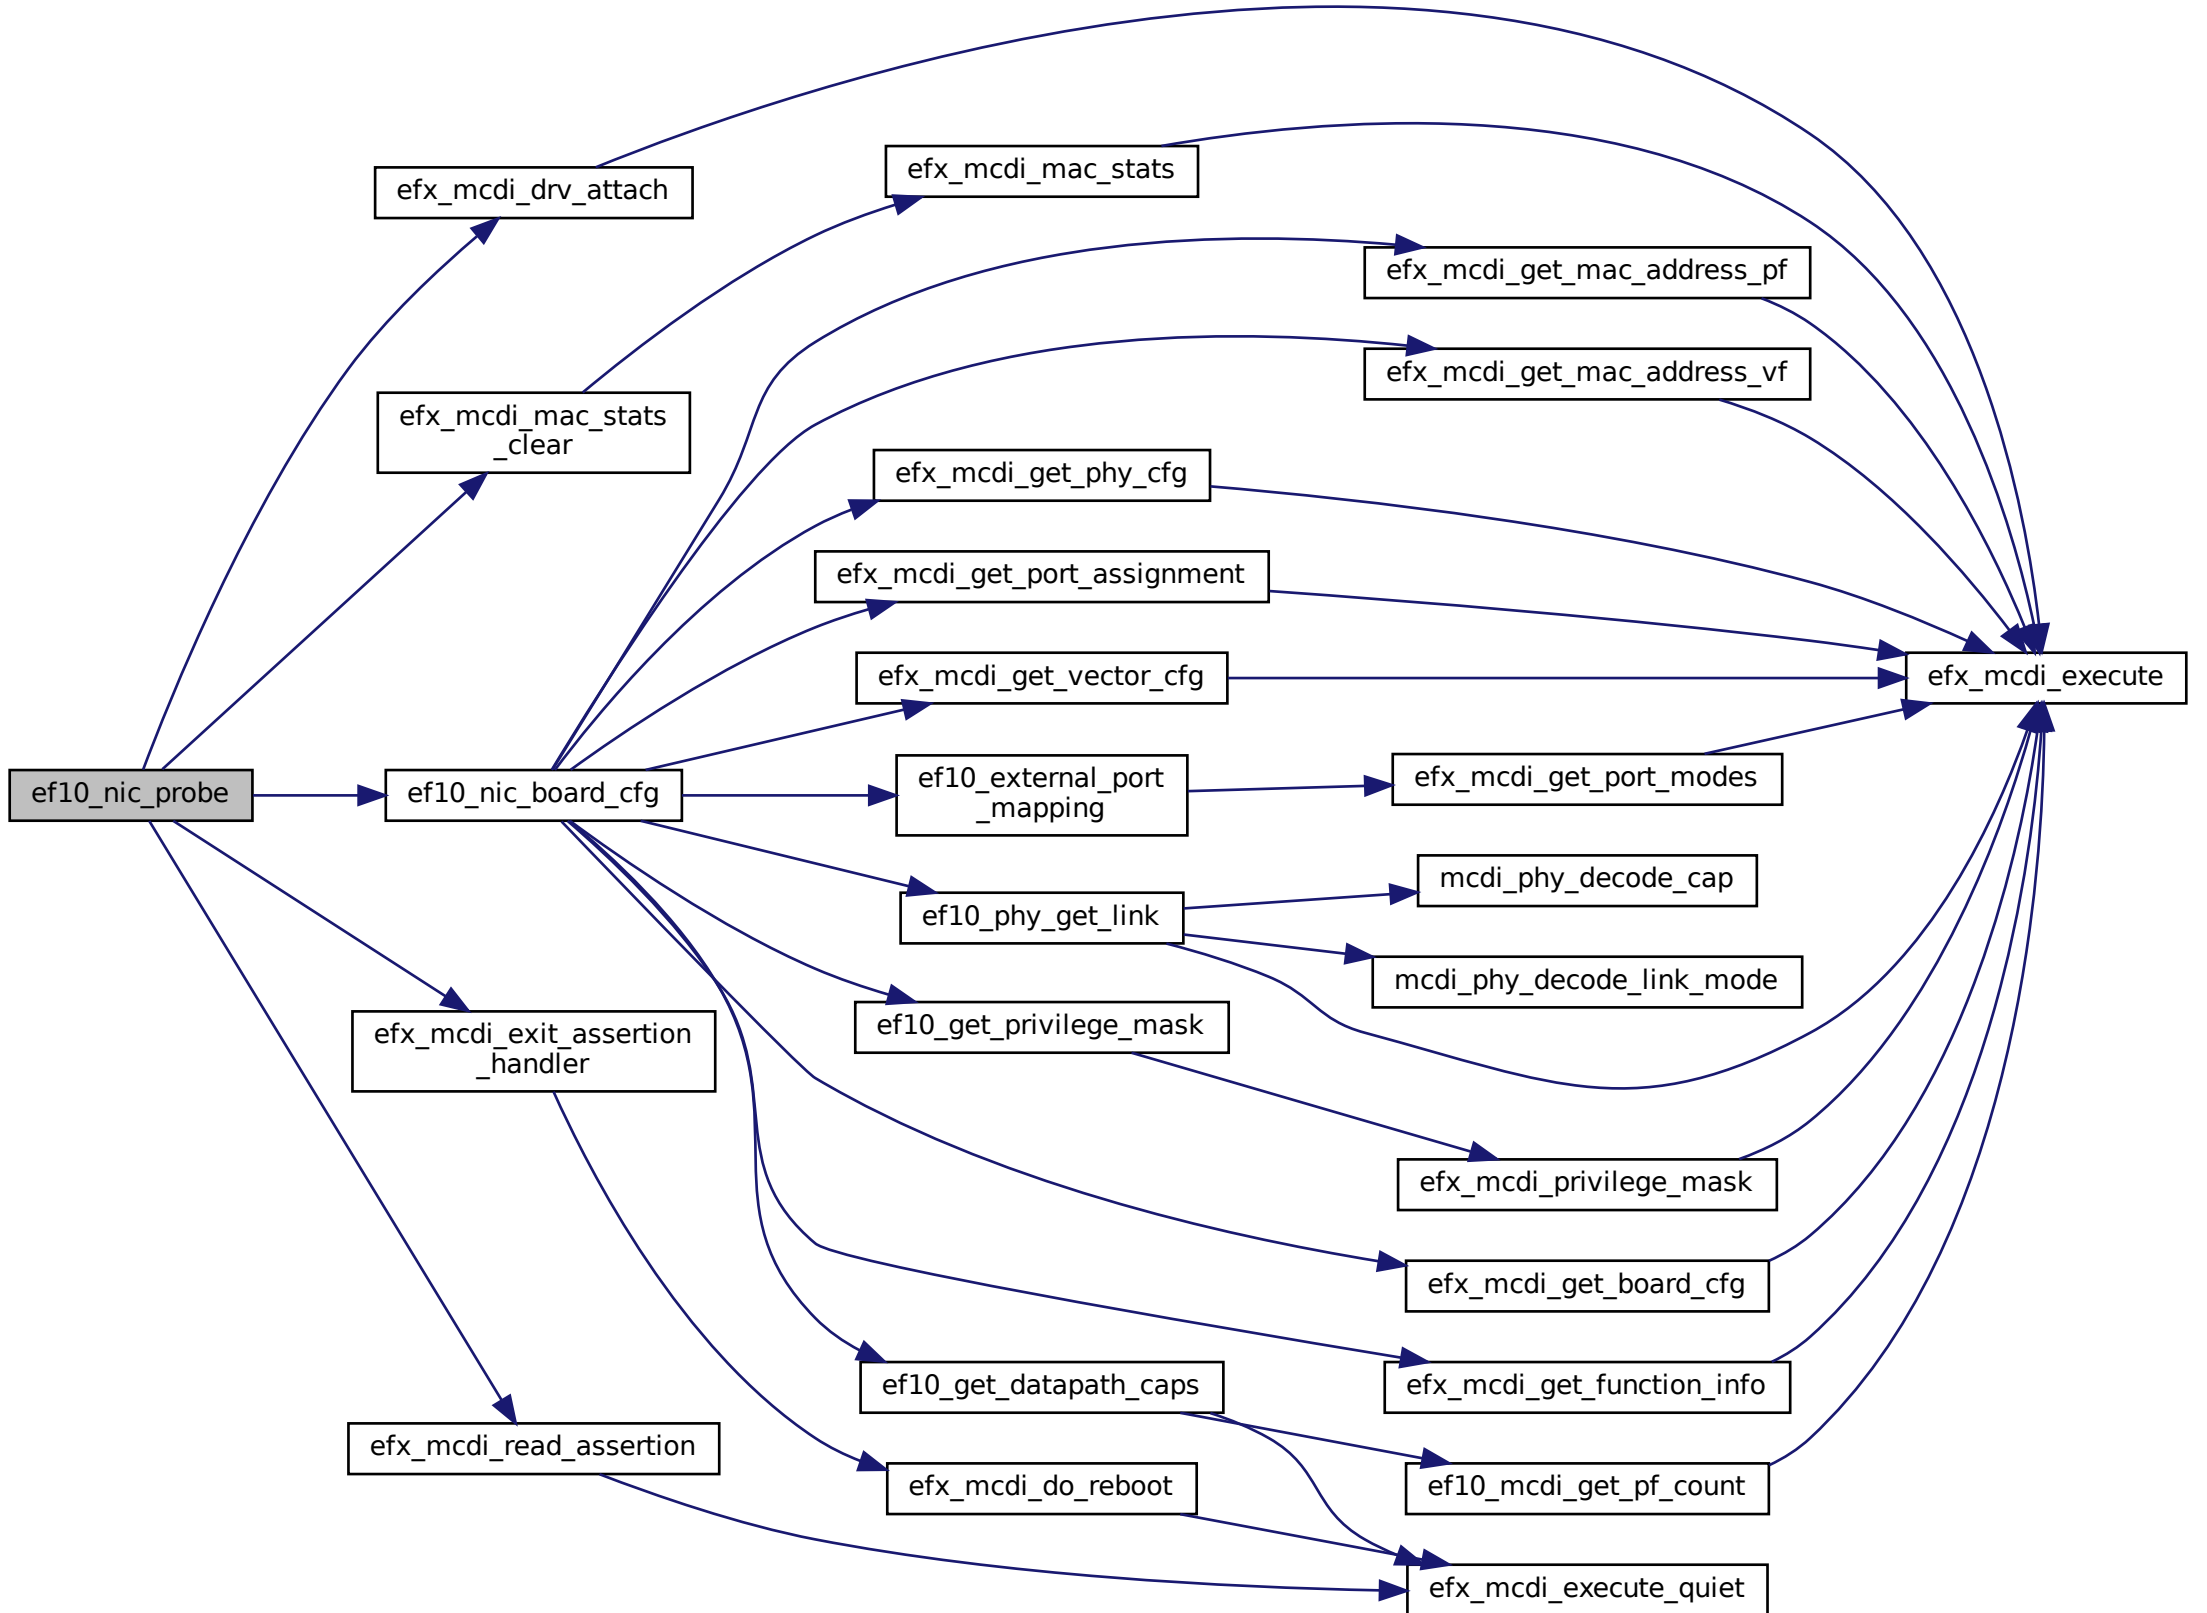 efx_mcdi_drv_attach
efx_mcdi_mac_stats
efx_mcdi_get_mac_address_pf
efx_mcdi_get_mac_address_vf
efx_mcdi_mac_stats
_clear
efx_mcdi_get_phy_cfg
efx_mcdi_get_port_assignment
efx_mcdi_get_vector_cfg
efx_mcdi_execute
ef10_nic_probe
ef10_nic_board_cfg
ef10_external_port
_mapping
efx_mcdi_get_port_modes
mcdi_phy_decode_cap
ef10_phy_get_link
mcdi_phy_decode_link_mode
efx_mcdi_exit_assertion
_handler
ef10_get_privilege_mask
efx_mcdi_privilege_mask
efx_mcdi_get_board_cfg
ef10_get_datapath_caps
efx_mcdi_get_function_info
efx_mcdi_read_assertion
efx_mcdi_do_reboot
ef10_mcdi_get_pf_count
efx_mcdi_execute_quiet